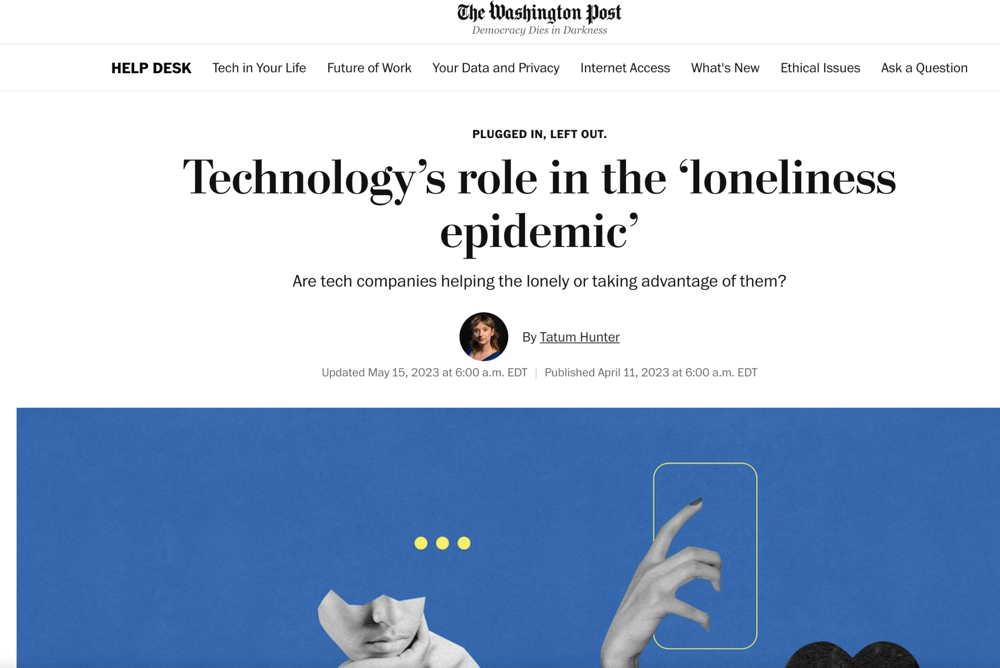 The Washington Post
Democracy Dies in Darkness
HELP DESK Tech in Your Life Future of Work Your Data and Privacy Internet Access What's New Ethical Issues Ask a Question
PLUGGED IN, LEFT OUT.
Technology’s role in the ‘loneliness
epidemic’
Are tech companies helping the lonely or taking advantage of them?
By Tatum Hunter
Updated May 15, 2023 at 6:00 a.m. EDT | Published April 11, 2023 at 6:00 a.m. EDT